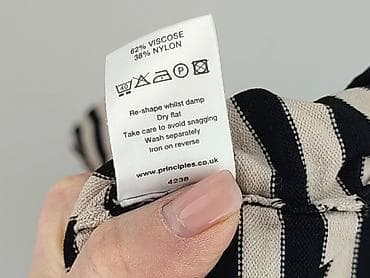 62% VISCOSE
38% NYLON
40 P
Re-shape whilst damp
Dry flat
Take care to avoid snagging
Wash separately
Iron on reverse
www.principles.co.uk
4238